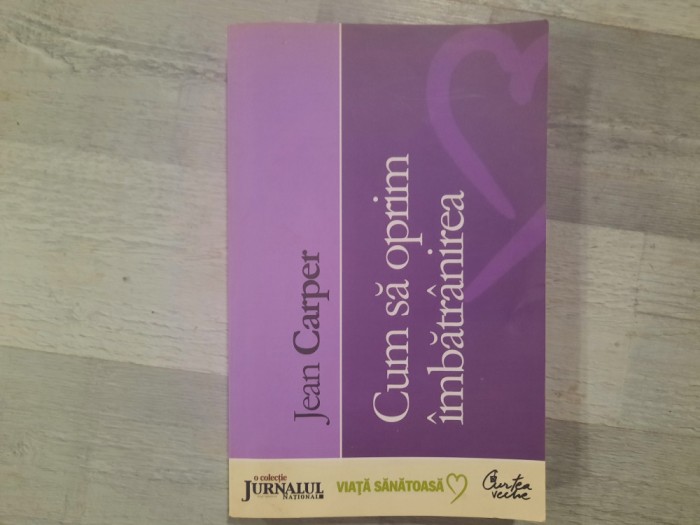 Jean Carper
Cum să oprim
îmbătrânirea
o colecție
JURNALUL
NAȚIONAL
VIAȚĂ SĂNĂTOASĂ
Curtea
veche